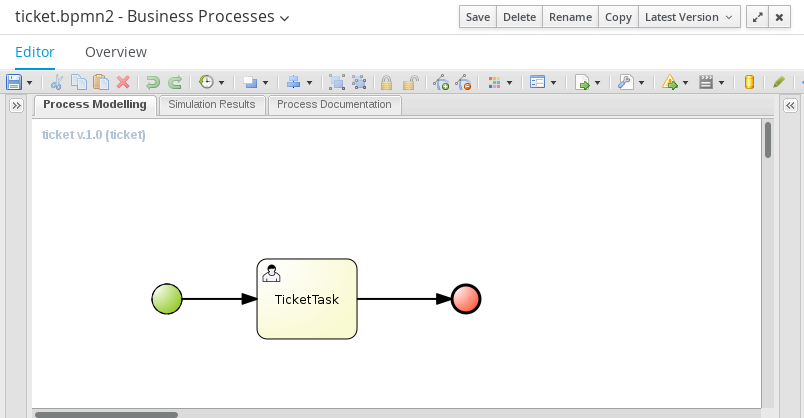 ticket.bpmn2 - Business Processes
Save Delete Rename Copy Latest Version
Editor Overview
Process Modelling Simulation Results Process Documentation
ticket v.1.0 (ticket)
TicketTask